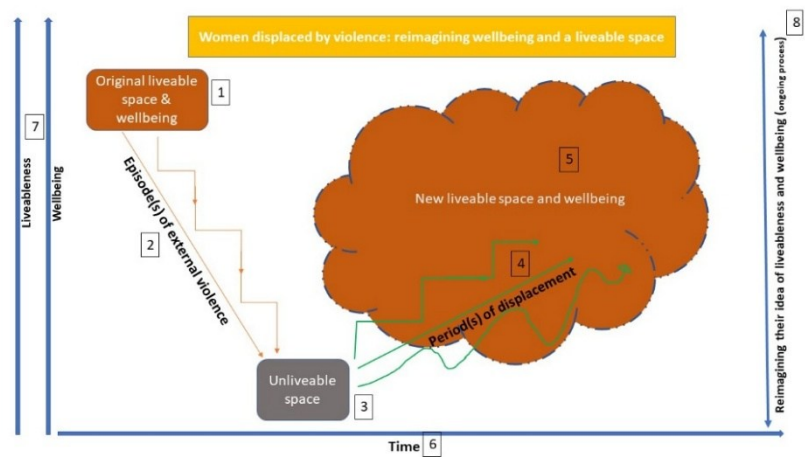 Women displaced by violence: reimagining wellbeing and a liveable space
8
Original liveable
space &
wellbeing
1
7
Liveableness
Wellbeing
Episode(s) of external violence
2
5
New liveable space and wellbeing
4
Period(s) of displacement
Unliveable
space
3
Time
6
Reimagining their idea of liveableness and wellbeing (ongoing process)